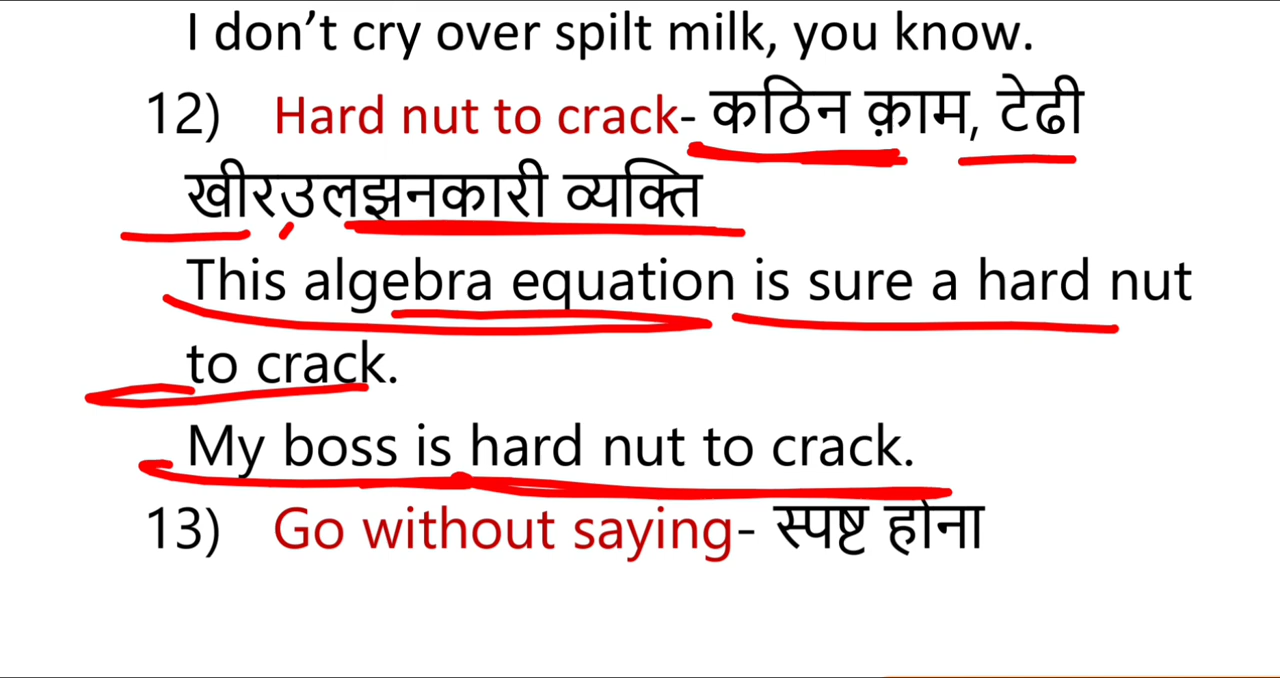 I don’t cry over spilt milk, you know.
12) Hard nut to crack- कठिन क़ाम, टेढी
खीरउलझनकारी व्यक्ति
This algebra equation is sure a hard nut
to crack.
My boss is hard nut to crack.
13) Go without saying- स्पष्ट होना